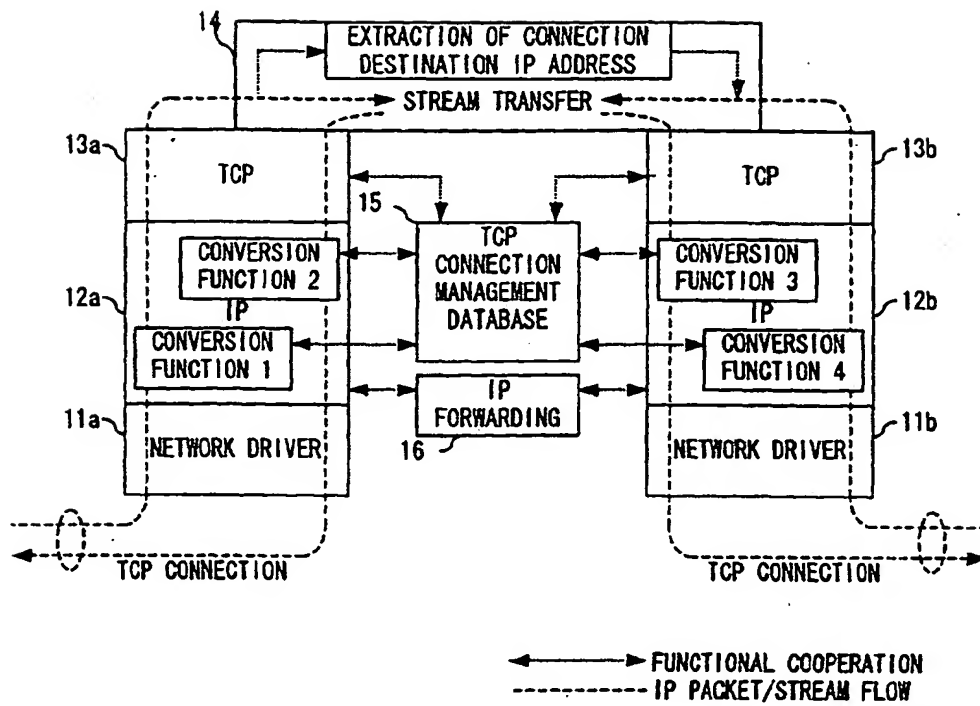 14
EXTRACTION OF CONNECTION
DESTINATION IP ADDRESS
STREAM TRANSFER
13a
TCP
TCP
13b
15
TCP
CONNECTION
MANAGEMENT
DATABASE
CONVERSION
FUNCTION 2
CONVERSION
FUNCTION 3
12a
IP
IP
12b
CONVERSION
FUNCTION 1
CONVERSION
FUNCTION 4
IP
FORWARDING
11a
NETWORK DRIVER
16
NETWORK DRIVER
11b
TCP CONNECTION
TCP CONNECTION
FUNCTIONAL COOPERATION
IP PACKET/STREAM FLOW